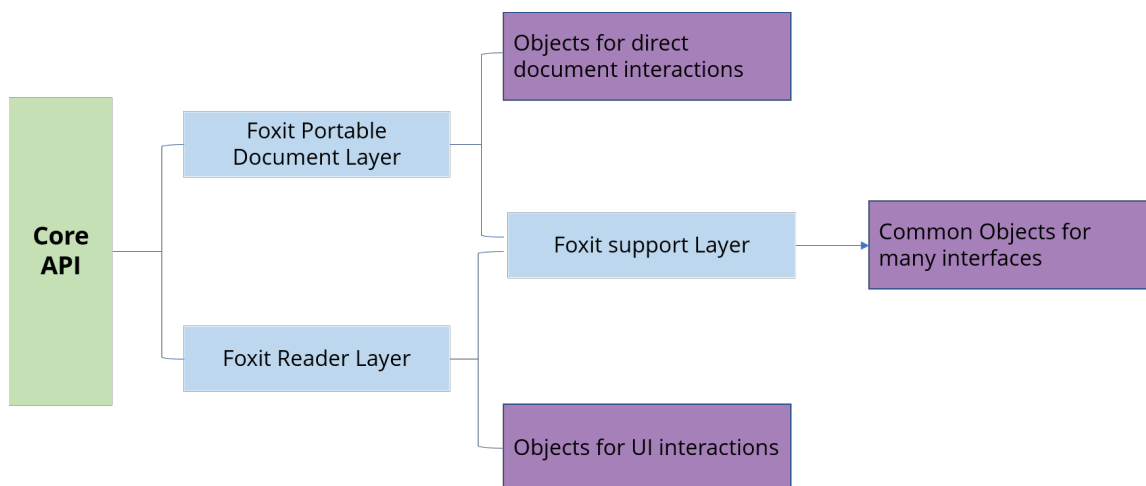 Core
API
Foxit Portable
Document Layer
Foxit Reader Layer
Objects for direct
document interactions
Foxit support Layer
Objects for UI interactions
Common Objects for
many interfaces